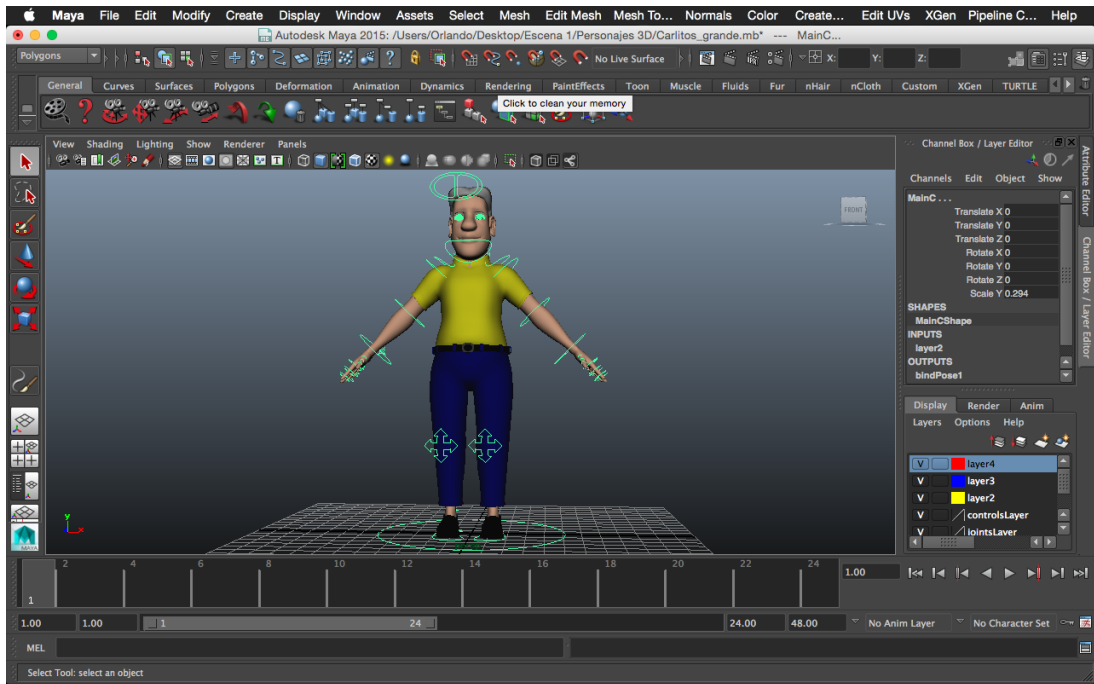 Maya File Edit Modify Create Display Window Assets Select Mesh Edit Mesh Mesh To... Normals Color Create... Edit UVs XGen Pipeline C... Help
Autodesk Maya 2015: /Users/Orlando/Desktop/Escena 1/Personajes 3D/Carlitos_grande.mb* --- MainC...
Polygons No Live Surface X: Y: Z:
General Curves Surfaces Polygons Deformation Animation Dynamics Rendering PaintEffects Toon Muscle Fluids Fur nHair nCloth Custom XGen TURTLE
Click to clean your memory
View Shading Lighting Show Renderer Panels
Channel Box / Layer Editor
Channels Edit Object Show
MainC . . .
Translate X 0
Translate Y 0
Translate Z 0
Rotate X 0
Rotate Y 0
Rotate Z 0
Scale Y 0.294
SHAPES
MainCShape
INPUTS
layer2
OUTPUTS
bindPose1
Attribute Editor
Channel Box / Layer Editor
FRONT
y
x
Display Render Anim
Layers Options Help
V layer4
V layer3
V layer2
V controlsLayer
V jointsLayer
MAYA
2 4 6 8 10 12 14 16 18 20 22 24
1
1.00
1.00 1.00 1 24 24.00 48.00 No Anim Layer No Character Set
MEL
Select Tool: select an object